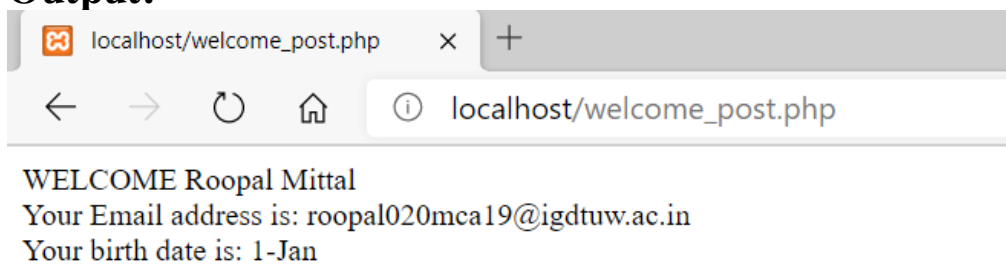 Output:
localhost/welcome_post.php
localhost/welcome_post.php
WELCOME Roopal Mittal
Your Email address is: roopal020mca19@igdtuw.ac.in
Your birth date is: 1-Jan